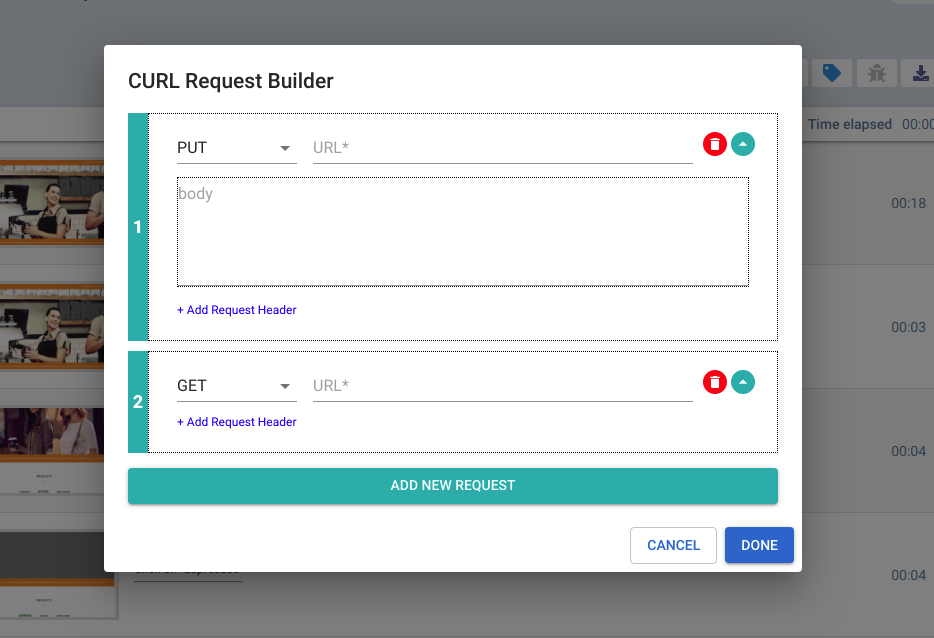 CURL Request Builder
Time elapsed 00:00
1
PUT
URL*
body
+ Add Request Header
2
GET
URL*
+ Add Request Header
ADD NEW REQUEST
CANCEL
DONE
00:18
00:03
00:04
00:04